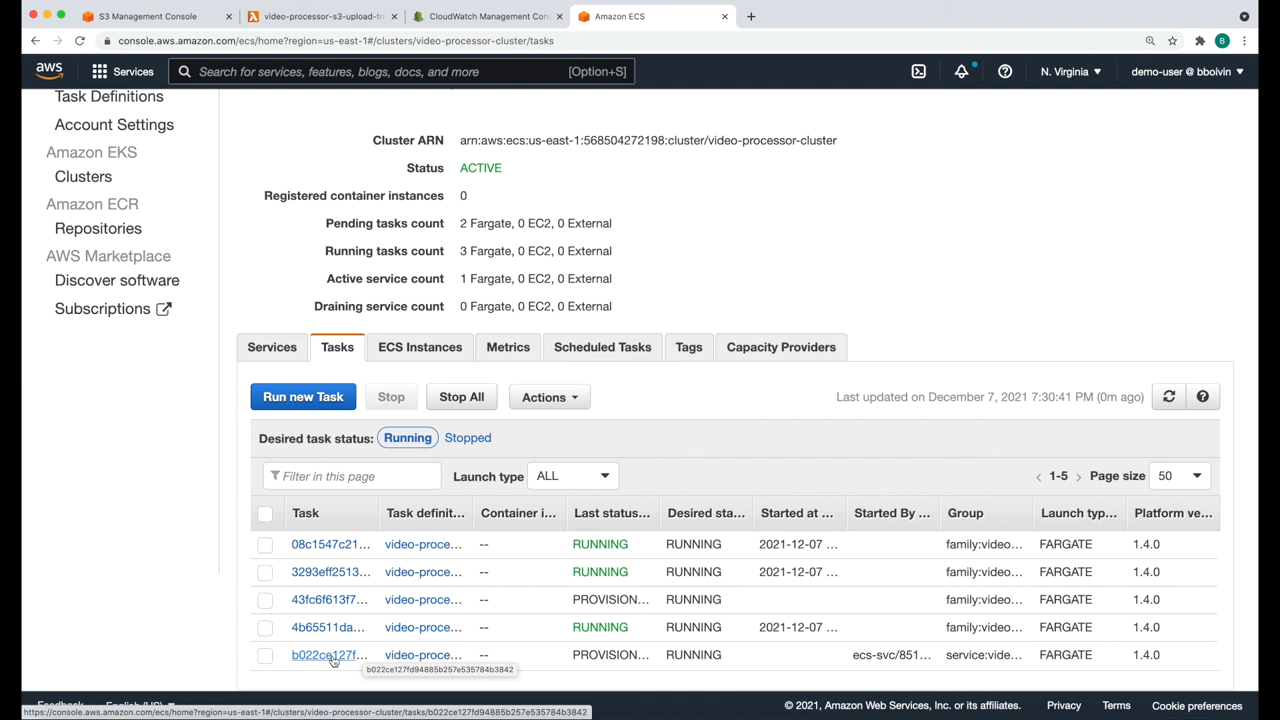 S3 Management Console
video-processor-s3-upload-tri
CloudWatch Management Con
Amazon ECS
console.aws.amazon.com/ecs/home?region=us-east-1#/clusters/video-processor-cluster/tasks
B
aws
Services
Search for services, features, blogs, docs, and more
[Option+S]
N. Virginia
demo-user @ bboivin
Task Definitions
Account Settings
Amazon EKS
Clusters
Amazon ECR
Repositories
AWS Marketplace
Discover software
Subscriptions
Cluster ARN arn:aws:ecs:us-east-1:568504272198:cluster/video-processor-cluster
Status ACTIVE
Registered container instances 0
Pending tasks count 2 Fargate, 0 EC2, 0 External
Running tasks count 3 Fargate, 0 EC2, 0 External
Active service count 1 Fargate, 0 EC2, 0 External
Draining service count 0 Fargate, 0 EC2, 0 External
Services Tasks ECS Instances Metrics Scheduled Tasks Tags Capacity Providers
Run new Task Stop Stop All Actions Last updated on December 7, 2021 7:30:41 PM (0m ago)
Desired task status: Running Stopped
Filter in this page Launch type ALL < 1-5 > Page size 50
Task Task definit... Container i... Last status... Desired sta... Started at ... Started By ... Group Launch typ... Platform ve...
08c1547c21... video-proce... -- RUNNING RUNNING 2021-12-07 ... family:video... FARGATE 1.4.0
3293eff2513... video-proce... -- RUNNING RUNNING 2021-12-07 ... family:video... FARGATE 1.4.0
43fc6f613f7... video-proce... -- PROVISION... RUNNING family:video... FARGATE 1.4.0
4b65511da... video-proce... -- RUNNING RUNNING 2021-12-07 ... family:video... FARGATE 1.4.0
b022ce127f... video-proce... -- PROVISION... RUNNING ecs-svc/851... service:vide... FARGATE 1.4.0
b022ce127fd94885b257e535784b3842
Feedback English (US) © 2021, Amazon Web Services, Inc. or its affiliates. Privacy Terms Cookie preferences
https://console.aws.amazon.com/ecs/home?region=us-east-1#/clusters/video-processor-cluster/tasks/b022ce127fd94885b257e535784b3842